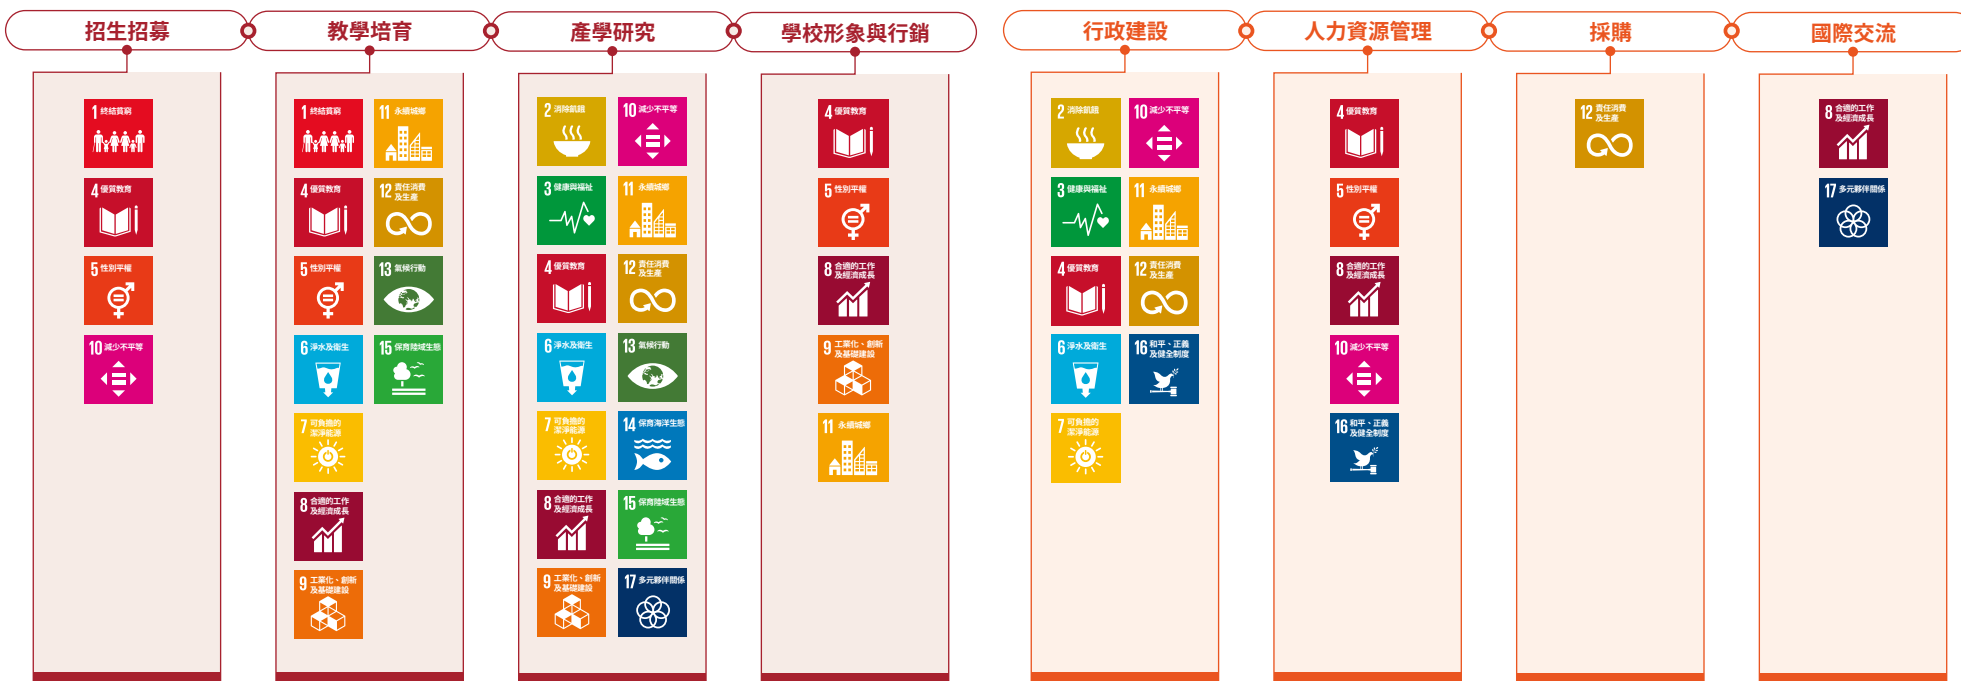 招生招募
教學培育
產學研究
學校形象與行銷
行政建設
人力資源管理
採購
國際交流
1 終結貧窮
4 優質教育
5 性別平權
10 減少不平等
1 終結貧窮
4 優質教育
5 性別平權
6 淨水及衛生
7 可負擔的
潔淨能源
8 合適的工作
及經濟成長
9 工業化、創新
及基礎建設
11 永續城鄉
12 責任消費
及生產
13 氣候行動
15 保育陸域生態
2 消除飢餓
3 健康與福祉
4 優質教育
6 淨水及衛生
7 可負擔的
潔淨能源
8 合適的工作
及經濟成長
9 工業化、創新
及基礎建設
10 減少不平等
11 永續城鄉
12 責任消費
及生產
13 氣候行動
14 保育海洋生態
15 保育陸域生態
17 多元夥伴關係
4 優質教育
5 性別平權
8 合適的工作
及經濟成長
9 工業化、創新
及基礎建設
11 永續城鄉
2 消除飢餓
3 健康與福祉
4 優質教育
6 淨水及衛生
7 可負擔的
潔淨能源
10 減少不平等
11 永續城鄉
12 責任消費
及生產
16 和平、正義
及健全制度
4 優質教育
5 性別平權
8 合適的工作
及經濟成長
10 減少不平等
16 和平、正義
及健全制度
12 責任消費
及生產
8 合適的工作
及經濟成長
17 多元夥伴關係